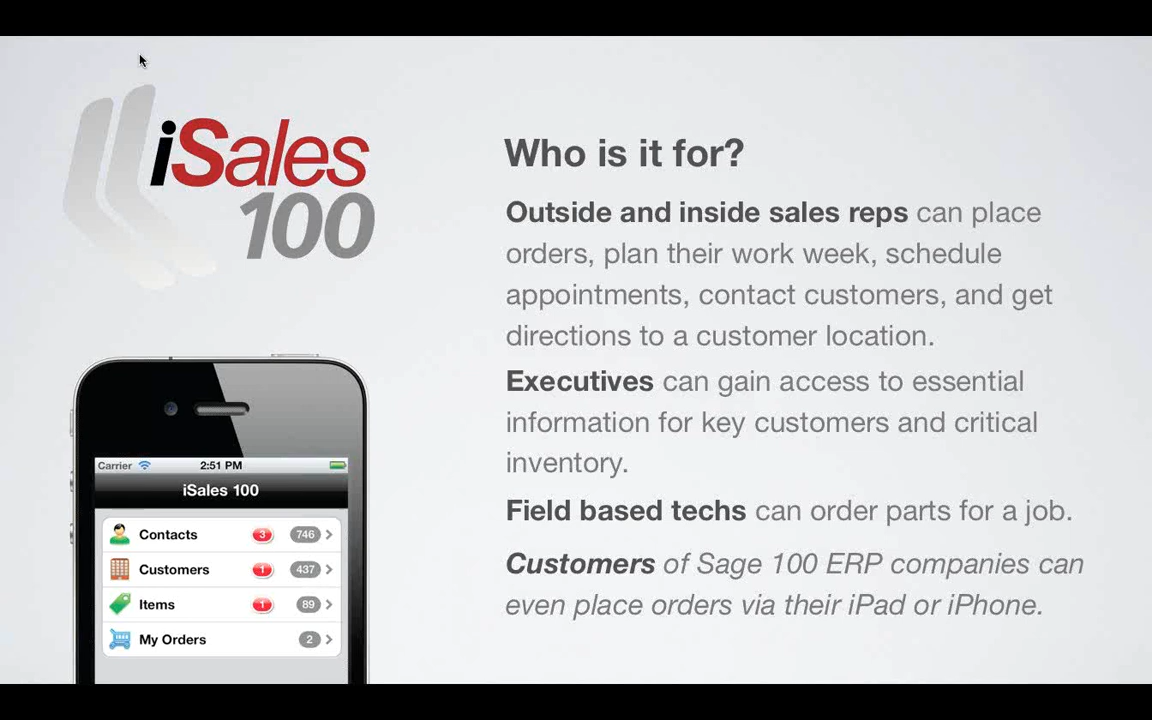 iSales
100
Who is it for?
Outside and inside sales reps can place
orders, plan their work week, schedule
appointments, contact customers, and get
directions to a customer location.
Executives can gain access to essential
information for key customers and critical
inventory.
Field based techs can order parts for a job.
Customers of Sage 100 ERP companies can
even place orders via their iPad or iPhone.
Carrier 2:51 PM
iSales 100
Contacts 3 746
Customers 1 437
Items 1 89
My Orders 2